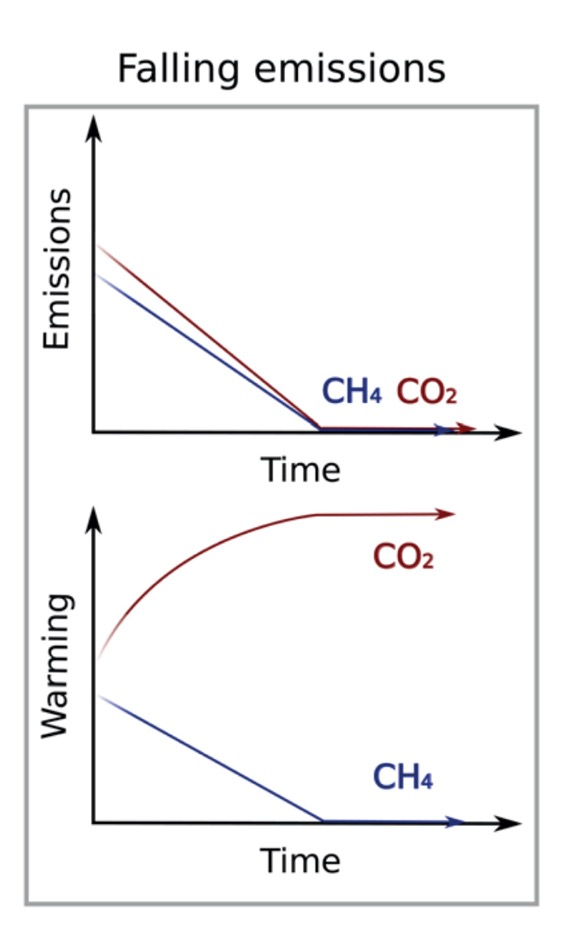 Falling emissions
Emissions
CH₄ CO₂
Time
Warming
CO₂
CH₄
Time